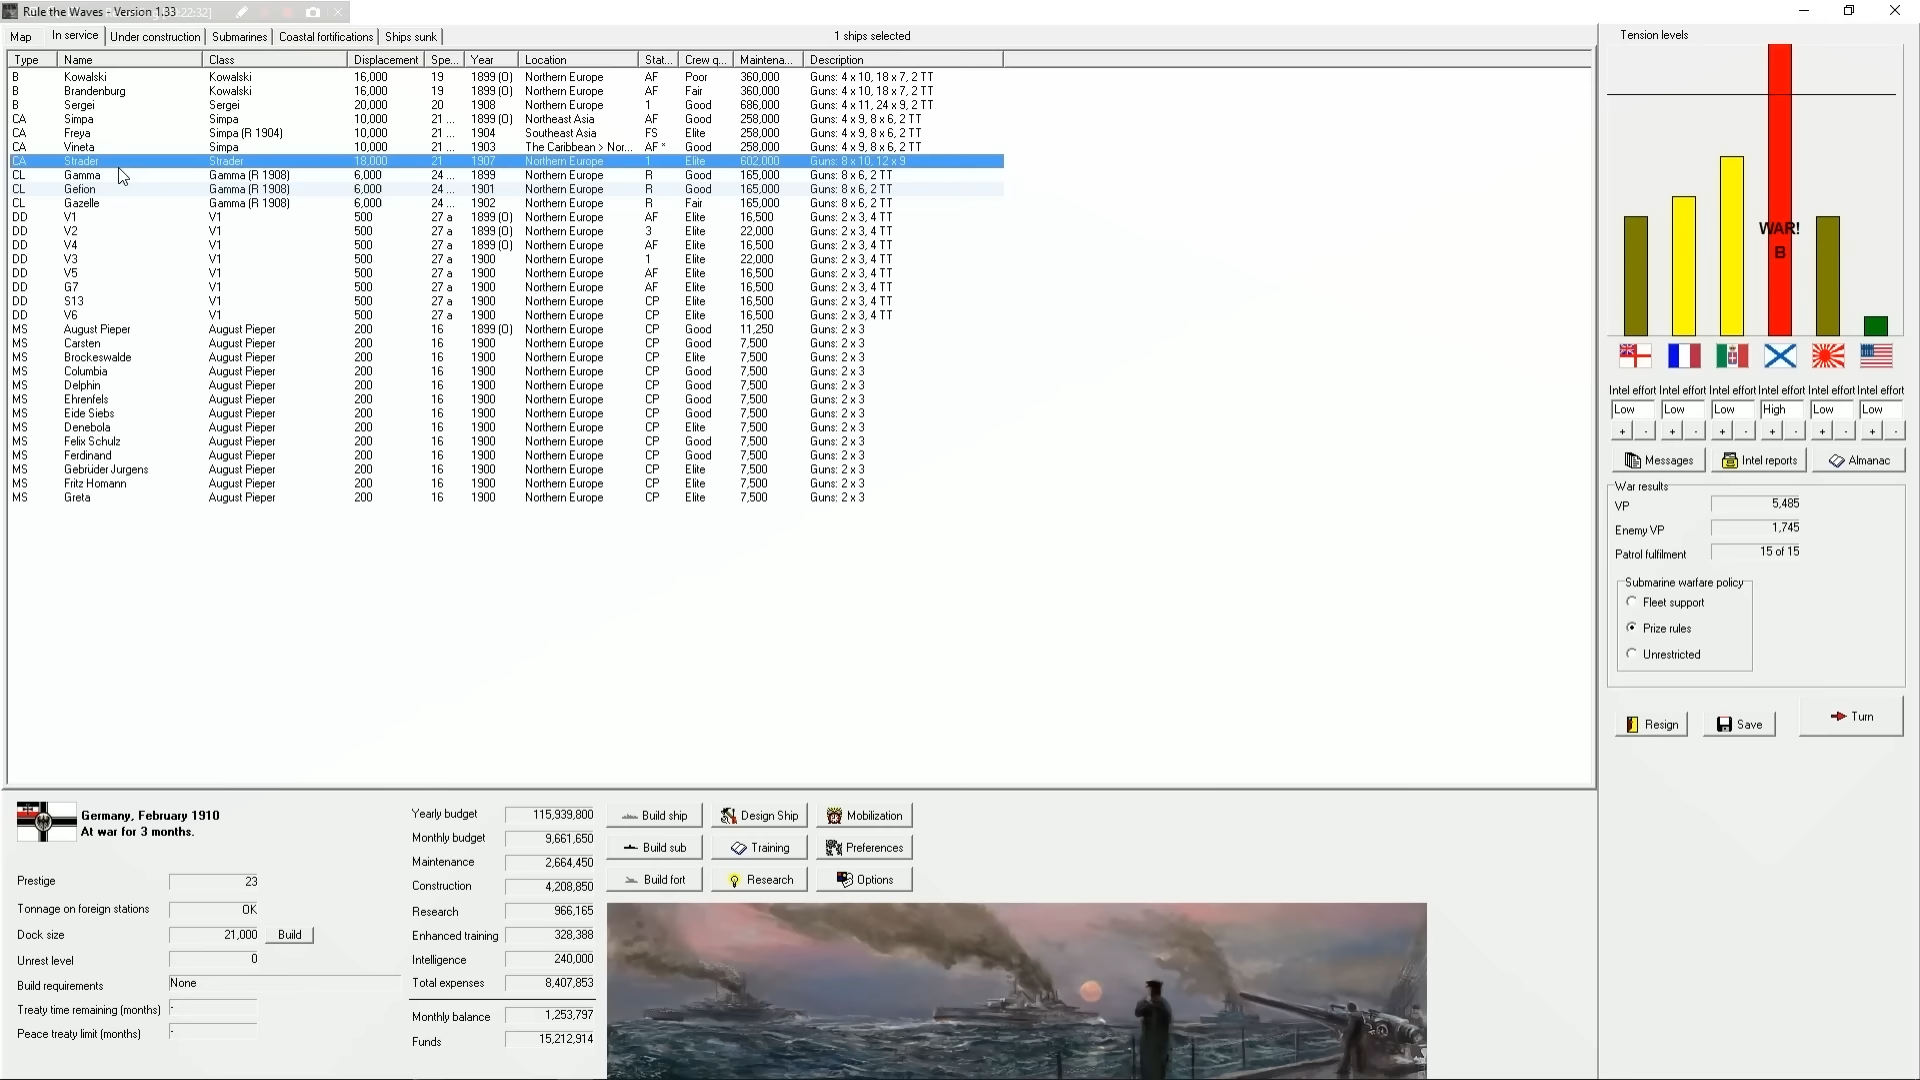 Rule the Waves - Version 1.33 22:32]
Map In service Under construction Submarines Coastal fortifications Ships sunk 1 ships selected
Type Name Class Displacement Spe... Year Location Stat... Crew q... Maintena... Description
B Kowalski Kowalski 16,000 19 1899 (O) Northern Europe AF Poor 360,000 Guns: 4 x 10, 18 x 7, 2 TT
B Brandenburg Kowalski 16,000 19 1899 (O) Northern Europe AF Fair 360,000 Guns: 4 x 10, 18 x 7, 2 TT
B Sergei Sergei 20,000 20 1908 Northern Europe 1 Good 686,000 Guns: 4 x 11, 24 x 9, 2 TT
CA Simpa Simpa 10,000 21 ... 1899 (O) Northeast Asia AF Good 258,000 Guns: 4 x 9, 8 x 6, 2 TT
CA Freya Simpa (R 1904) 10,000 21 ... 1904 Southeast Asia FS Elite 258,000 Guns: 4 x 9, 8 x 6, 2 TT
CA Vineta Simpa 10,000 21 ... 1903 The Caribbean > Nor... AF * Good 258,000 Guns: 4 x 9, 8 x 6, 2 TT
CA Strader Strader 18,000 21 1907 Northern Europe 1 Elite 602,000 Guns: 8 x 10, 12 x 9
CL Gamma Gamma (R 1908) 6,000 24 ... 1899 Northern Europe R Good 165,000 Guns: 8 x 6, 2 TT
CL Gefion Gamma (R 1908) 6,000 24 ... 1901 Northern Europe R Good 165,000 Guns: 8 x 6, 2 TT
CL Gazelle Gamma (R 1908) 6,000 24 ... 1902 Northern Europe R Fair 165,000 Guns: 8 x 6, 2 TT
DD V1 V1 500 27 a 1899 (O) Northern Europe AF Elite 16,500 Guns: 2 x 3, 4 TT
DD V2 V1 500 27 a 1899 (O) Northern Europe 3 Elite 22,000 Guns: 2 x 3, 4 TT
DD V4 V1 500 27 a 1899 (O) Northern Europe AF Elite 16,500 Guns: 2 x 3, 4 TT
DD V3 V1 500 27 a 1900 Northern Europe 1 Elite 22,000 Guns: 2 x 3, 4 TT
DD V5 V1 500 27 a 1900 Northern Europe AF Elite 16,500 Guns: 2 x 3, 4 TT
DD G7 V1 500 27 a 1900 Northern Europe AF Elite 16,500 Guns: 2 x 3, 4 TT
DD S13 V1 500 27 a 1900 Northern Europe CP Elite 16,500 Guns: 2 x 3, 4 TT
DD V6 V1 500 27 a 1900 Northern Europe CP Elite 16,500 Guns: 2 x 3, 4 TT
MS August Pieper August Pieper 200 16 1899 (O) Northern Europe CP Good 11,250 Guns: 2 x 3
MS Carsten August Pieper 200 16 1900 Northern Europe CP Good 7,500 Guns: 2 x 3
MS Brockeswalde August Pieper 200 16 1900 Northern Europe CP Elite 7,500 Guns: 2 x 3
MS Columbia August Pieper 200 16 1900 Northern Europe CP Good 7,500 Guns: 2 x 3
MS Delphin August Pieper 200 16 1900 Northern Europe CP Good 7,500 Guns: 2 x 3
MS Ehrenfels August Pieper 200 16 1900 Northern Europe CP Good 7,500 Guns: 2 x 3
MS Eide Siebs August Pieper 200 16 1900 Northern Europe CP Good 7,500 Guns: 2 x 3
MS Denebola August Pieper 200 16 1900 Northern Europe CP Elite 7,500 Guns: 2 x 3
MS Felix Schulz August Pieper 200 16 1900 Northern Europe CP Good 7,500 Guns: 2 x 3
MS Ferdinand August Pieper 200 16 1900 Northern Europe CP Good 7,500 Guns: 2 x 3
MS Gebrüder Jurgens August Pieper 200 16 1900 Northern Europe CP Elite 7,500 Guns: 2 x 3
MS Fritz Homann August Pieper 200 16 1900 Northern Europe CP Elite 7,500 Guns: 2 x 3
MS Greta August Pieper 200 16 1900 Northern Europe CP Elite 7,500 Guns: 2 x 3
Tension levels
WAR!
B
Intel effort Intel effort Intel effort Intel effort Intel effort Intel effort
Low Low Low High Low Low
+ - + - + - + - + - + -
Messages Intel reports Almanac
War results
VP 5,485
Enemy VP 1,745
Patrol fulfilment 15 of 15
Submarine warfare policy
Fleet support
Prize rules
Unrestricted
Resign Save Turn
Germany, February 1910
At war for 3 months.
Prestige 23
Tonnage on foreign stations OK
Dock size 21,000 Build
Unrest level 0
Build requirements None
Treaty time remaining (months) -
Peace treaty limit (months) -
Yearly budget 115,939,800
Monthly budget 9,661,650
Maintenance 2,664,450
Construction 4,208,850
Research 966,165
Enhanced training 328,388
Intelligence 240,000
Total expenses 8,407,853
Monthly balance 1,253,797
Funds 15,212,914
Build ship Design Ship Mobilization
Build sub Training Preferences
Build fort Research Options